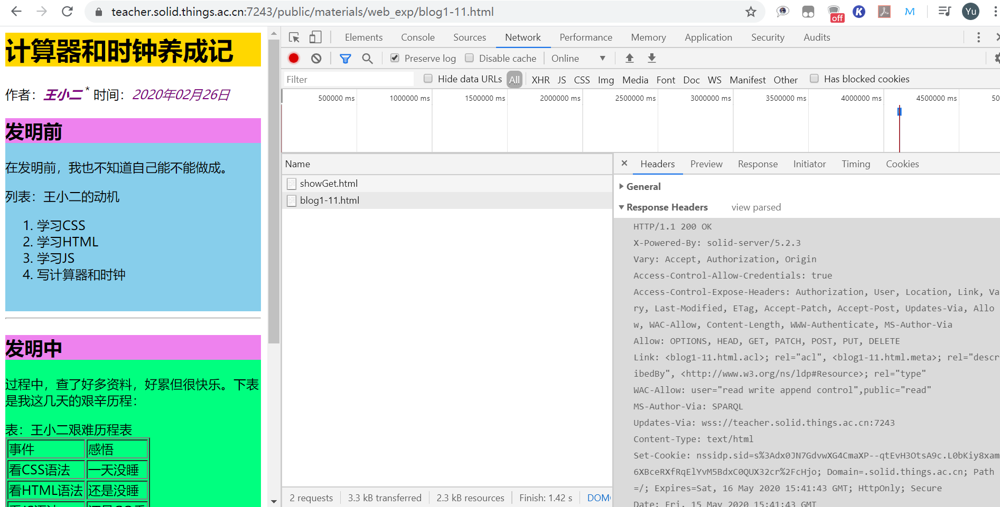 teacher.solid.things.ac.cn:7243/public/materials/web_exp/blog1-11.html
off
K
M
Yu
计算器和时钟养成记
作者：王小二 * 时间：2020年02月26日
发明前
在发明前，我也不知道自己能不能做成。
列表：王小二的动机
1. 学习CSS
2. 学习HTML
3. 学习JS
4. 写计算器和时钟
发明中
过程中，查了好多资料，好累但很快乐。下表
是我这几天的艰辛历程：
表：王小二艰难历程表
事件 感悟
看CSS语法 一天没睡
看HTML语法 还是没睡
Elements Console Sources Network Performance Memory Application Security Audits
Preserve log Disable cache Online
Filter Hide data URLs All XHR JS CSS Img Media Font Doc WS Manifest Other Has blocked cookies
500000 ms 1000000 ms 1500000 ms 2000000 ms 2500000 ms 3000000 ms 3500000 ms 4000000 ms 4500000 ms 50
Name
showGet.html
blog1-11.html
2 requests 3.3 kB transferred 2.3 kB resources Finish: 1.42 s DOMC
Headers Preview Response Initiator Timing Cookies
General
Response Headers view parsed
HTTP/1.1 200 OK
X-Powered-By: solid-server/5.2.3
Vary: Accept, Authorization, Origin
Access-Control-Allow-Credentials: true
Access-Control-Expose-Headers: Authorization, User, Location, Link, Va
ry, Last-Modified, ETag, Accept-Patch, Accept-Post, Updates-Via, Allo
w, WAC-Allow, Content-Length, WWW-Authenticate, MS-Author-Via
Allow: OPTIONS, HEAD, GET, PATCH, POST, PUT, DELETE
Link: <blog1-11.html.acl>; rel="acl", <blog1-11.html.meta>; rel="descr
ibedBy", <http://www.w3.org/ns/ldp#Resource>; rel="type"
WAC-Allow: user="read write append control",public="read"
MS-Author-Via: SPARQL
Updates-Via: wss://teacher.solid.things.ac.cn:7243
Content-Type: text/html
Set-Cookie: nssidp.sid=s%3Adx0JN7GdvwXG4CmaXP--qtEvH3OtsA9c.L0bKiy8xam
6XBceRXfRqElYvM5BdxC0QUX32cr%2FcHjo; Domain=.solid.things.ac.cn; Path
=/; Expires=Sat, 16 May 2020 15:41:43 GMT; HttpOnly; Secure
Date: Fri, 15 May 2020 15:41:43 GMT